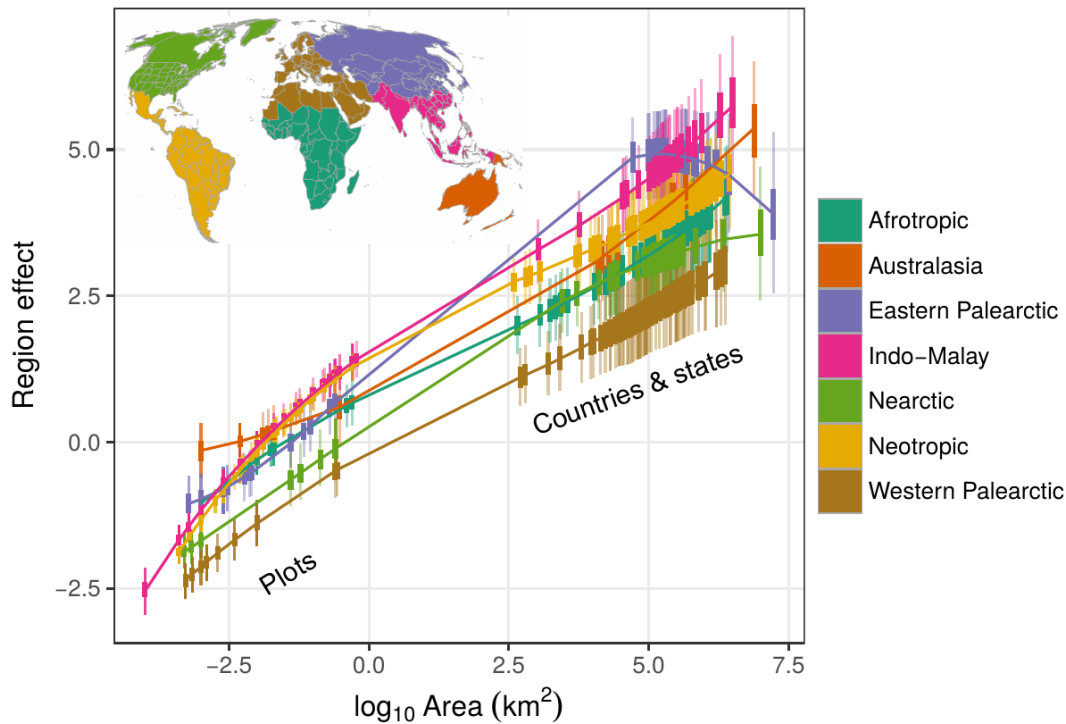 5.0
2.5
0.0
−2.5
Region effect
−2.5
0.0
2.5
5.0
7.5
log10 Area (km2)
Plots
Countries & states
Afrotropic
Australasia
Eastern Palearctic
Indo−Malay
Nearctic
Neotropic
Western Palearctic